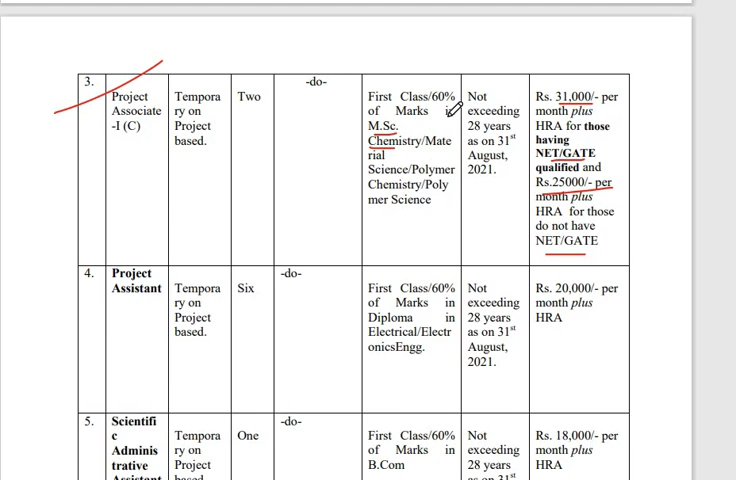 3.
Project
Associate
-I (C)
Tempora
ry on
Project
based.
Two
-do-
First Class/60%
of Marks in
M.Sc.
Chemistry/Mate
rial
Science/Polymer
Chemistry/Poly
mer Science
Not
exceeding
28 years
as on 31st
August,
2021.
Rs. 31,000/- per
month plus
HRA for those
having
NET/GATE
qualified and
Rs.25000/- per
month plus
HRA for those
do not have
NET/GATE
4.
Project
Assistant
Tempora
ry on
Project
based.
Six
-do-
First Class/60%
of Marks in
Diploma in
Electrical/Electr
onicsEngg.
Not
exceeding
28 years
as on 31st
August,
2021.
Rs. 20,000/- per
month plus
HRA
5.
Scientifi
c
Adminis
trative
Assistant
Tempora
ry on
Project
based.
One
-do-
First Class/60%
of Marks in
B.Com
Not
exceeding
28 years
as on 31st
Rs. 18,000/- per
month plus
HRA